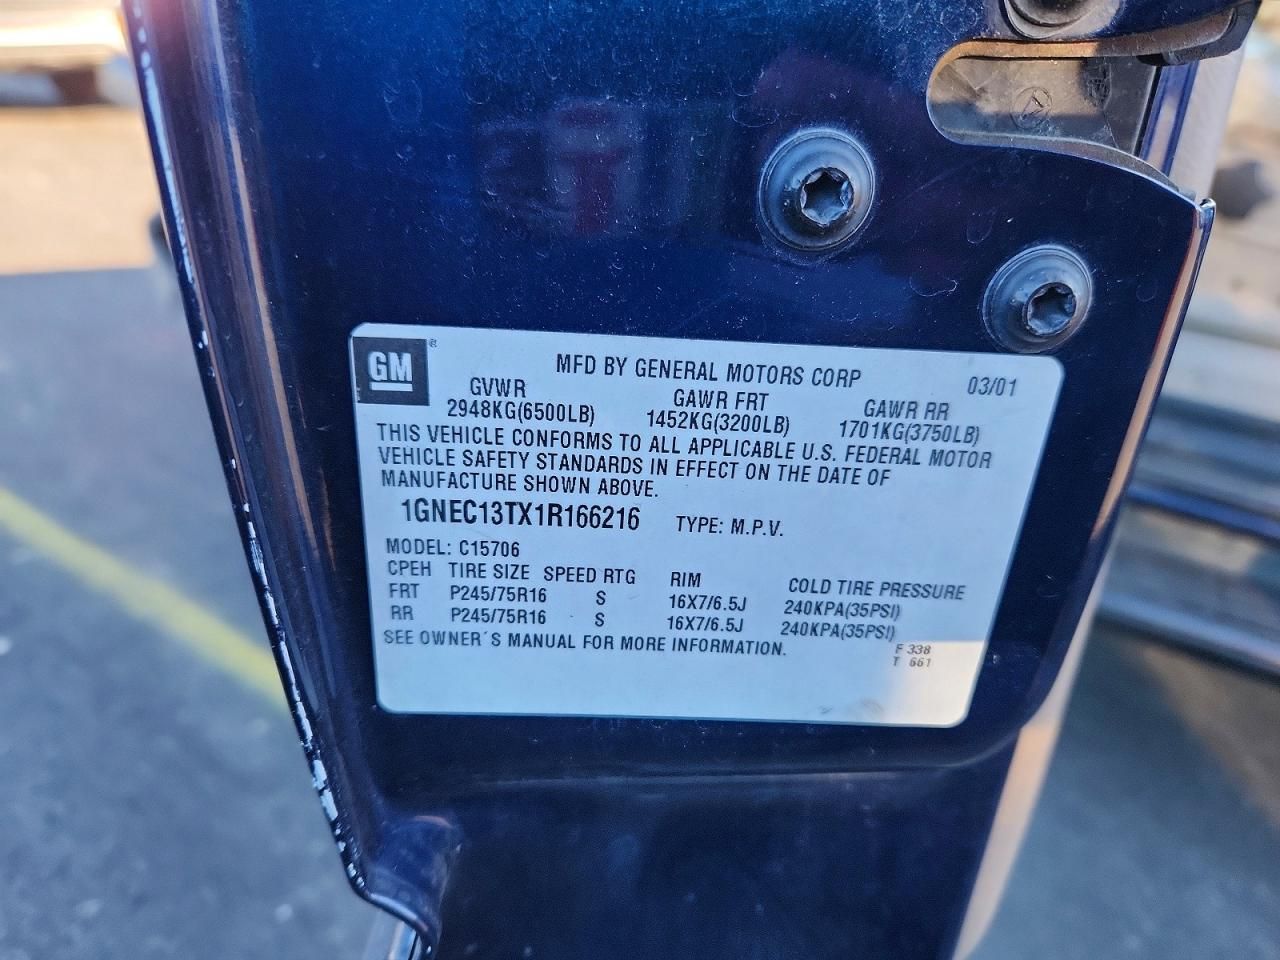 GM®
MFD BY GENERAL MOTORS CORP 03/01
GVWR GAWR FRT GAWR RR
2948KG(6500LB) 1452KG(3200LB) 1701KG(3750LB)
THIS VEHICLE CONFORMS TO ALL APPLICABLE U.S. FEDERAL MOTOR
VEHICLE SAFETY STANDARDS IN EFFECT ON THE DATE OF
MANUFACTURE SHOWN ABOVE.
1GNEC13TX1R166216 TYPE: M.P.V.
MODEL: C15706
CPEH TIRE SIZE SPEED RTG RIM COLD TIRE PRESSURE
FRT P245/75R16 S 16X7/6.5J 240KPA(35PSI)
RR P245/75R16 S 16X7/6.5J 240KPA(35PSI)
SEE OWNER´S MANUAL FOR MORE INFORMATION.
F 338
T 661